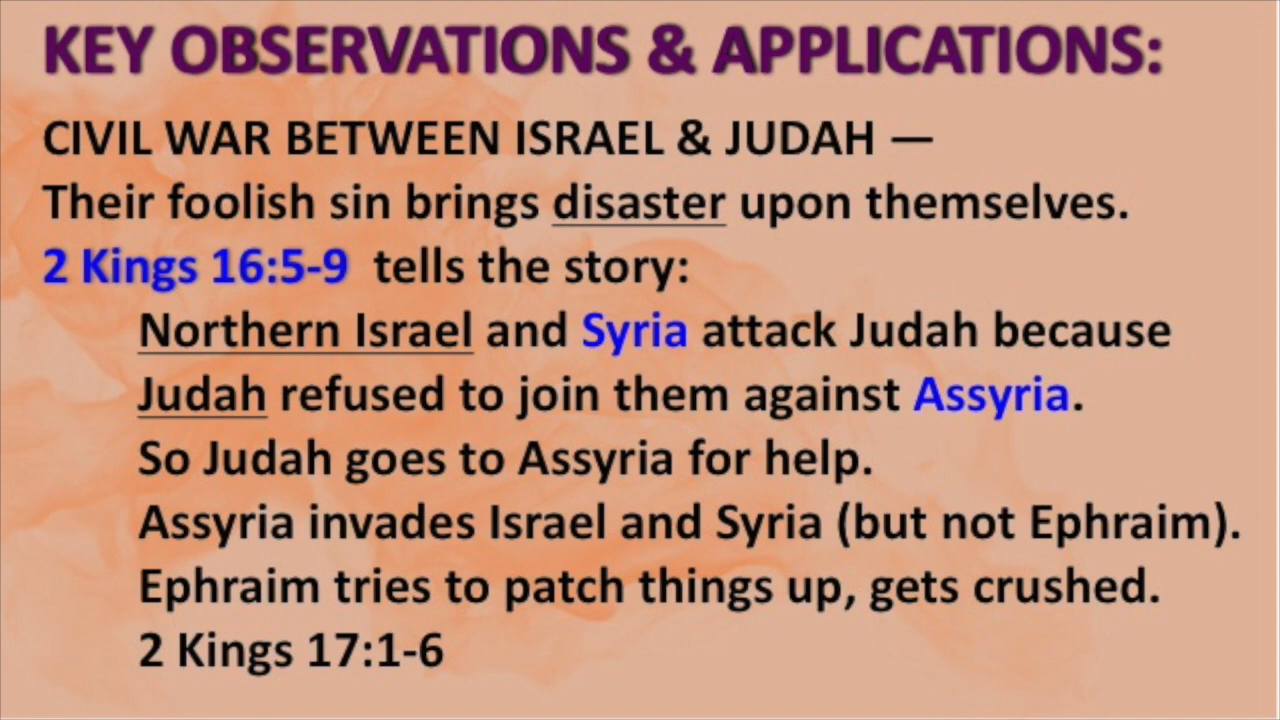 KEY OBSERVATIONS & APPLICATIONS:
CIVIL WAR BETWEEN ISRAEL & JUDAH —
Their foolish sin brings disaster upon themselves.
2 Kings 16:5-9 tells the story:
Northern Israel and Syria attack Judah because
Judah refused to join them against Assyria.
So Judah goes to Assyria for help.
Assyria invades Israel and Syria (but not Ephraim).
Ephraim tries to patch things up, gets crushed.
2 Kings 17:1-6